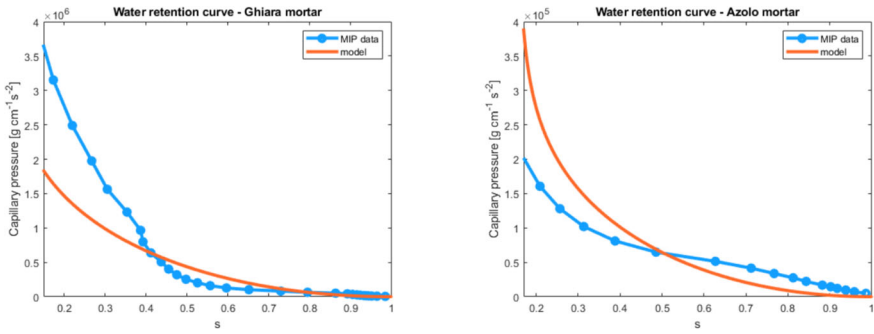 Water retention curve - Ghiara mortar
×10⁶
4
3.5
3
2.5
2
1.5
1
0.5
0
Capillary pressure [g cm⁻¹ s⁻²]
MIP data
model
0.2 0.3 0.4 0.5 0.6 0.7 0.8 0.9 1
s
Water retention curve - Azolo mortar
×10⁵
4
3.5
3
2.5
2
1.5
1
0.5
0
Capillary pressure [g cm⁻¹ s⁻²]
MIP data
model
0.2 0.3 0.4 0.5 0.6 0.7 0.8 0.9 1
s